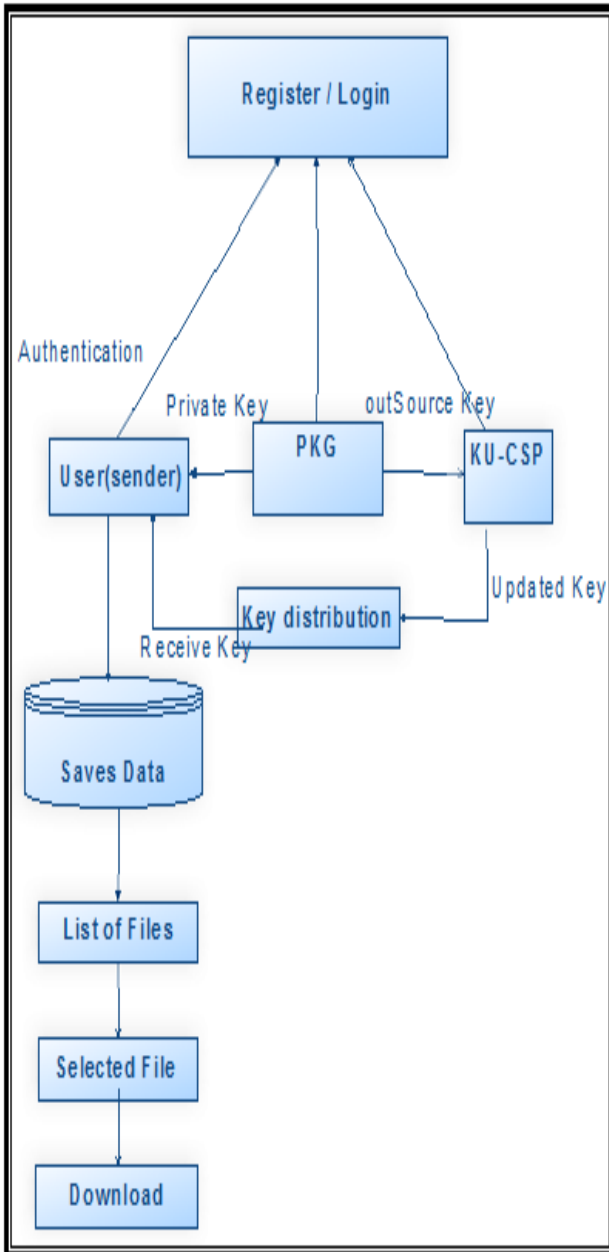 Register / Login
Authentication
Private Key
outSource Key
User(sender)
PKG
KU-CSP
Updated Key
Key distribution
Receive Key
Saves Data
List of Files
Selected File
Download